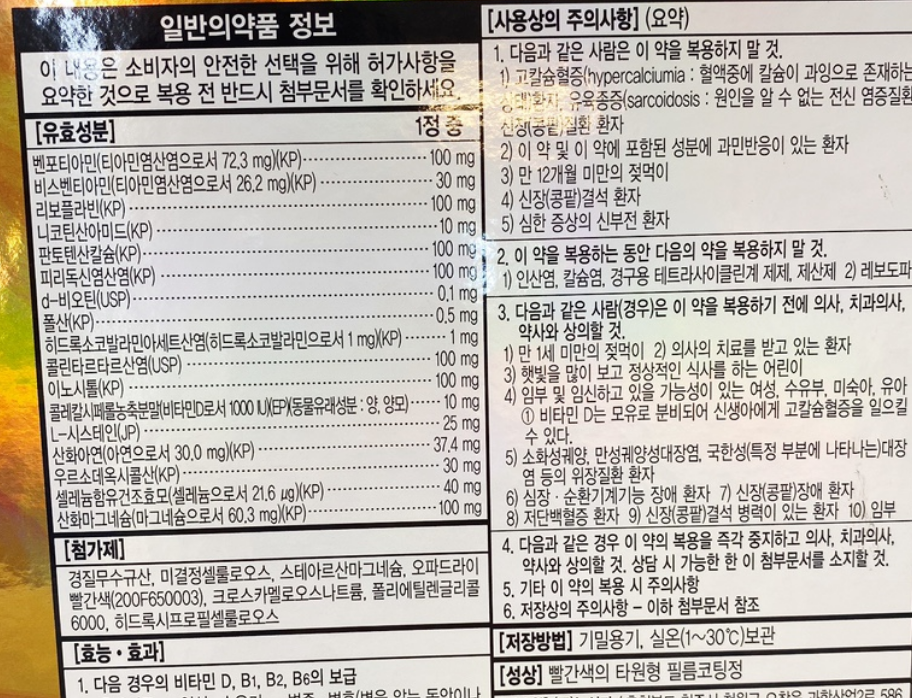 일반의약품 정보
이 내용은 소비자의 안전한 선택을 위해 허가사항을
요약한 것으로 복용 전 반드시 첨부문서를 확인하세요.
[유효성분] 1정 중
벤포티아민(티아민염산염으로서 72.3 mg)(KP) 100 mg
비스벤티아민(티아민염산염으로서 26.2 mg)(KP) 30 mg
리보플라빈(KP) 100 mg
니코틴산아미드(KP) 10 mg
판토텐산칼슘(KP) 100 mg
피리독신염산염(KP) 100 mg
d-비오틴(USP) 0.1 mg
폴산(KP) 0.5 mg
히드록소코발라민아세트산염(히드록소코발라민으로서 1 mg)(KP) 1 mg
콜린타르타르산염(USP) 100 mg
이노시톨(KP) 100 mg
콜레칼시페롤농축분말(비타민D로서 1000 IU)(EP)(동물유래성분 : 양, 양모) 10 mg
L-시스테인(JP) 25 mg
산화아연(아연으로서 30.0 mg)(KP) 37.4 mg
우르소데옥시콜산(KP) 30 mg
셀레늄함유건조효모(셀레늄으로서 21.6 μg)(KP) 40 mg
산화마그네슘(마그네슘으로서 60.3 mg)(KP) 100 mg
[첨가제]
경질무수규산, 미결정셀룰로오스, 스테아르산마그네슘, 오파드라이
빨간색(200F650003), 크로스카멜로오스나트륨, 폴리에틸렌글리콜
6000, 히드록시프로필셀룰로오스
[효능·효과]
1. 다음 경우의 비타민 D, B1, B2, B6의 보급
[사용상의 주의사항] (요약)
1. 다음과 같은 사람은 이 약을 복용하지 말 것.
1) 고칼슘혈증(hypercalciumia : 혈액중에 칼슘이 과잉으로 존재하는
상태)환자, 유육종증(sarcoidosis : 원인을 알 수 없는 전신 염증질환
신장(콩팥)질환 환자
2) 이 약 및 이 약에 포함된 성분에 과민반응이 있는 환자
3) 만 12개월 미만의 젖먹이
4) 신장(콩팥)결석 환자
5) 심한 증상의 신부전 환자
2. 이 약을 복용하는 동안 다음의 약을 복용하지 말 것.
1) 인산염, 칼슘염, 경구용 테트라사이클린계 제제, 제산제 2) 레보도파
3. 다음과 같은 사람(경우)은 이 약을 복용하기 전에 의사, 치과의사,
약사와 상의할 것.
1) 만 1세 미만의 젖먹이 2) 의사의 치료를 받고 있는 환자
3) 햇빛을 많이 보고 정상적인 식사를 하는 어린이
4) 임부 및 임신하고 있을 가능성이 있는 여성, 수유부, 미숙아, 유아
① 비타민 D는 모유로 분비되어 신생아에게 고칼슘혈증을 일으킬
수 있다.
5) 소화성궤양, 만성궤양성대장염, 국한성(특정 부분에 나타나는)대장
염 등의 위장질환 환자
6) 심장·순환기계기능 장애 환자 7) 신장(콩팥)장애 환자
8) 저단백혈증 환자 9) 신장(콩팥)결석 병력이 있는 환자 10) 임부
4. 다음과 같은 경우 이 약의 복용을 즉각 중지하고 의사, 치과의사,
약사와 상의할 것. 상담 시 가능한 한 이 첨부문서를 소지할 것.
5. 기타 이 약의 복용 시 주의사항
6. 저장상의 주의사항 - 이하 첨부문서 참조
[저장방법] 기밀용기, 실온(1~30℃)보관
[성상] 빨간색의 타원형 필름코팅정